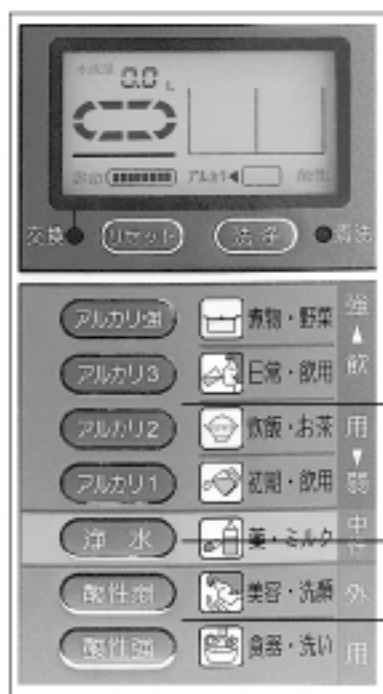 0.0 L
アルカリ◀ 酸性
交換 リセット 洗浄 清洗
アルカリ強 煮物・野菜 強
アルカリ3 日常・飲用 飲
アルカリ2 炊飯・お茶 用
アルカリ1 初期・飲用 弱
浄水 薬・ミルク 中性
酸性弱 美容・洗顔 外
酸性強 食器・洗い 用